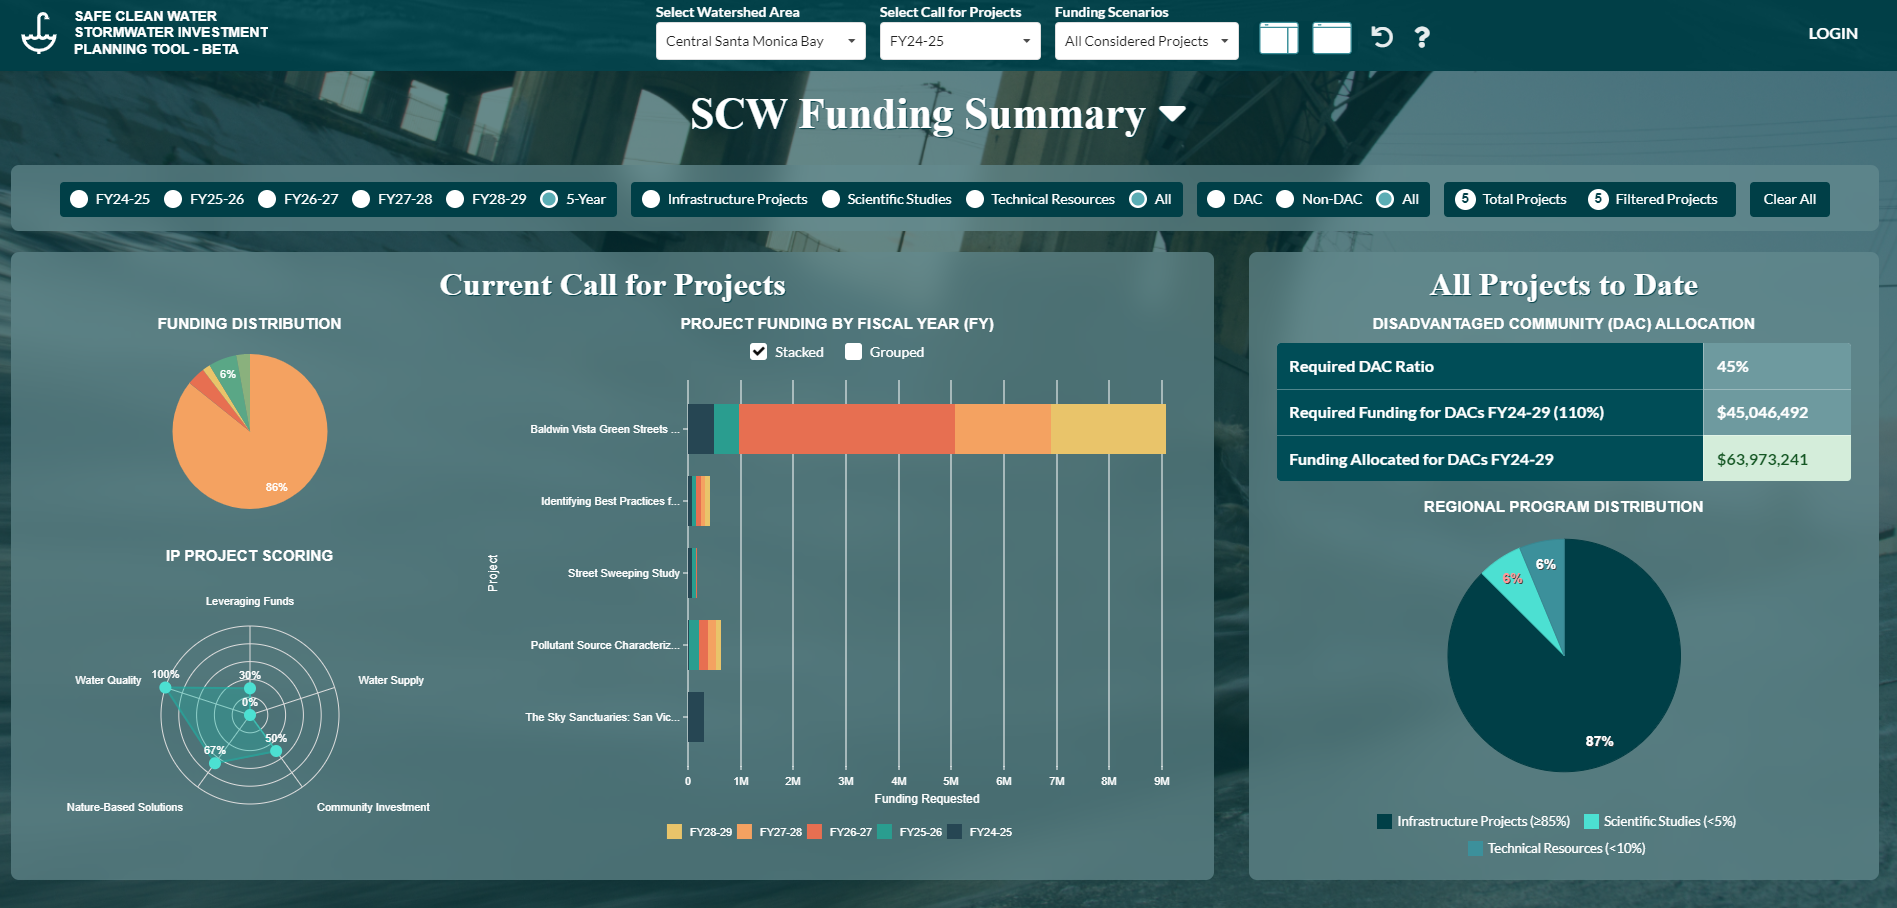 SAFE CLEAN WATER
STORMWATER INVESTMENT
PLANNING TOOL - BETA
Select Watershed Area
Central Santa Monica Bay
Select Call for Projects
FY24-25
Funding Scenarios
All Considered Projects
?
LOGIN
SCW Funding Summary
FY24-25 FY25-26 FY26-27 FY27-28 FY28-29 5-Year
Infrastructure Projects Scientific Studies Technical Resources All
DAC Non-DAC All
5 Total Projects 5 Filtered Projects
Clear All
Current Call for Projects
FUNDING DISTRIBUTION
6%
86%
IP PROJECT SCORING
Leveraging Funds
Water Quality 100% 30% Water Supply
0%
67% 50%
Nature-Based Solutions Community Investment
PROJECT FUNDING BY FISCAL YEAR (FY)
Stacked Grouped
Project
Baldwin Vista Green Streets ...
Identifying Best Practices f...
Street Sweeping Study
Pollutant Source Characteriz...
The Sky Sanctuaries: San Vic...
0 1M 2M 3M 4M 5M 6M 7M 8M 9M
Funding Requested
FY28-29 FY27-28 FY26-27 FY25-26 FY24-25
All Projects to Date
DISADVANTAGED COMMUNITY (DAC) ALLOCATION
Required DAC Ratio 45%
Required Funding for DACs FY24-29 (110%) $45,046,492
Funding Allocated for DACs FY24-29 $63,973,241
REGIONAL PROGRAM DISTRIBUTION
6% 6%
87%
Infrastructure Projects (≥85%) Scientific Studies (<5%)
Technical Resources (<10%)